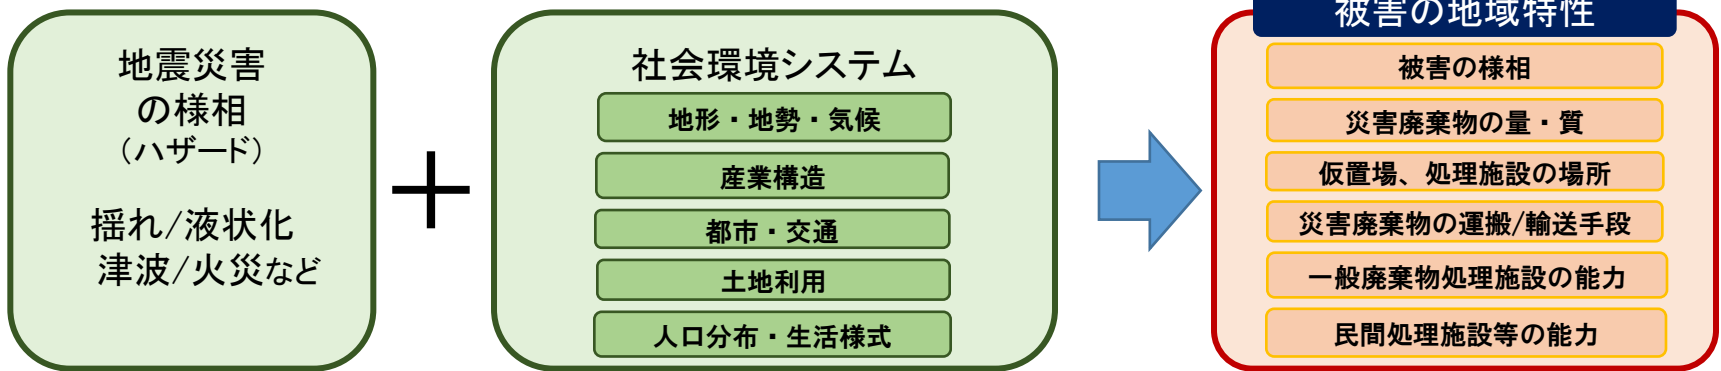 地震災害
の様相
（ハザード）
揺れ/液状化
津波/火災など
＋
社会環境システム
地形・地勢・気候
産業構造
都市・交通
土地利用
人口分布・生活様式
被害の地域特性
被害の様相
災害廃棄物の量・質
仮置場、処理施設の場所
災害廃棄物の運搬/輸送手段
一般廃棄物処理施設の能力
民間処理施設等の能力